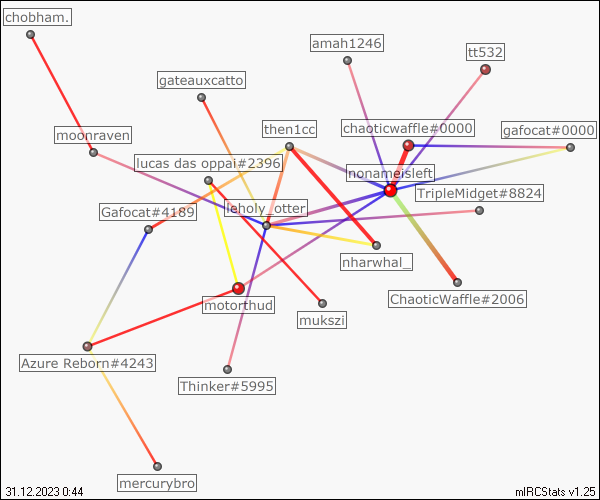 chobham.
amah1246
tt532
gateauxcatto
then1cc
chaoticwaffle#0000
gafocat#0000
moonraven
lucas das oppai#2396
nonameisleft
TripleMidget#8824
Gafocat#4189
leholy_otter
nharwhal_
ChaoticWaffle#2006
motorthud
mukszi
Azure Reborn#4243
Thinker#5995
mercurybro
31.12.2023 0:44
mIRCStats v1.25